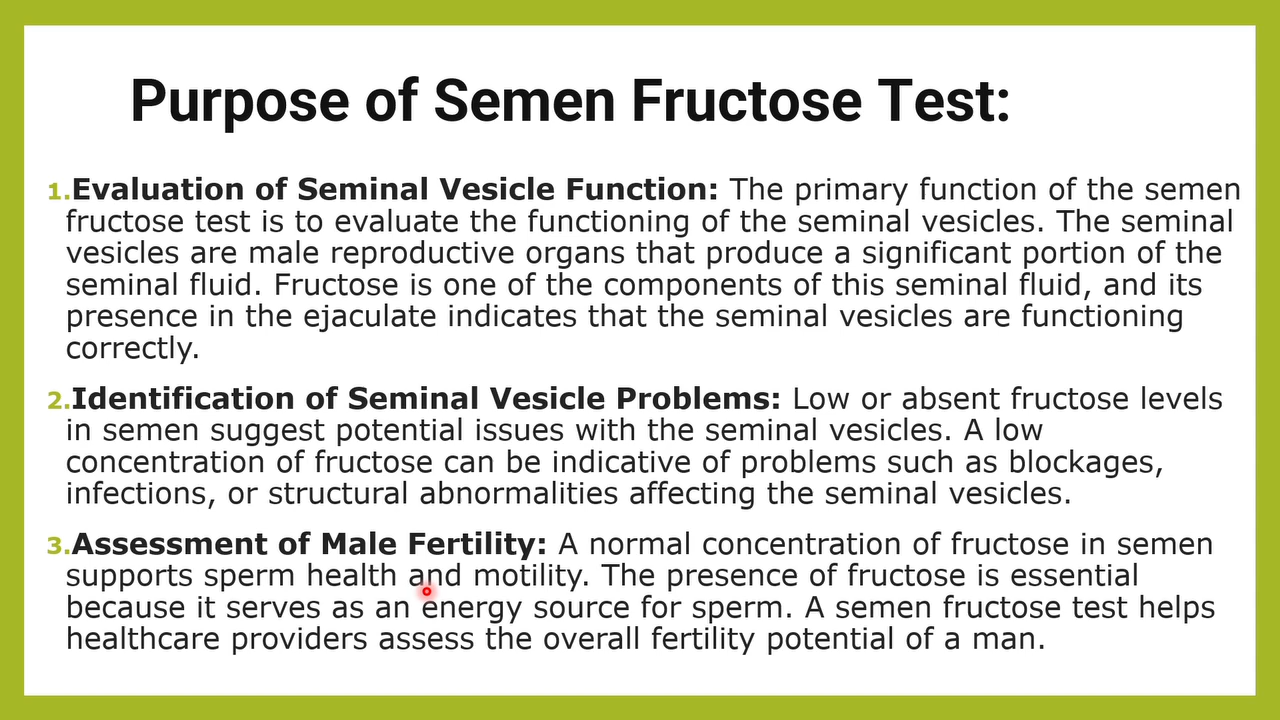 Purpose of Semen Fructose Test:
1.Evaluation of Seminal Vesicle Function: The primary function of the semen
fructose test is to evaluate the functioning of the seminal vesicles. The seminal
vesicles are male reproductive organs that produce a significant portion of the
seminal fluid. Fructose is one of the components of this seminal fluid, and its
presence in the ejaculate indicates that the seminal vesicles are functioning
correctly.
2.Identification of Seminal Vesicle Problems: Low or absent fructose levels
in semen suggest potential issues with the seminal vesicles. A low
concentration of fructose can be indicative of problems such as blockages,
infections, or structural abnormalities affecting the seminal vesicles.
3.Assessment of Male Fertility: A normal concentration of fructose in semen
supports sperm health and motility. The presence of fructose is essential
because it serves as an energy source for sperm. A semen fructose test helps
healthcare providers assess the overall fertility potential of a man.